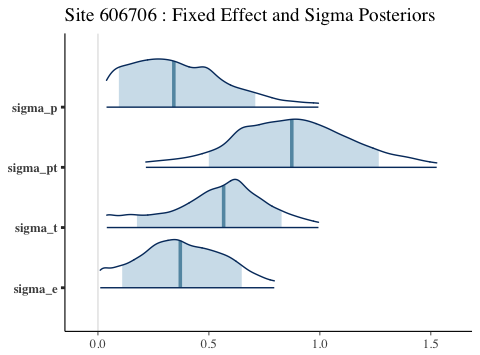 Site 606706 : Fixed Effect and Sigma Posteriors
sigma_p
sigma_pt
sigma_t
sigma_e
0.0 0.5 1.0 1.5